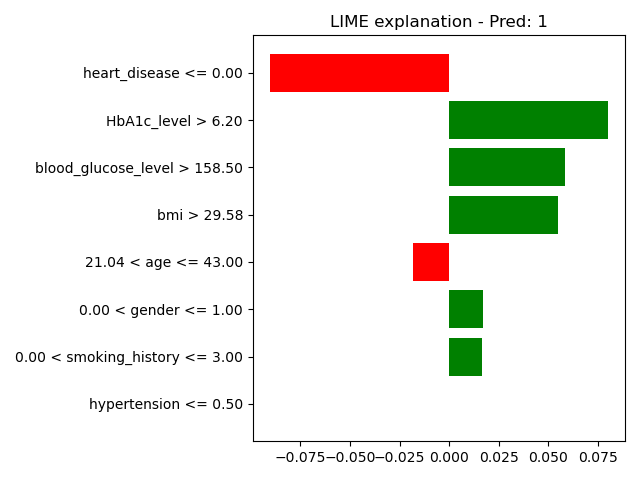 LIME explanation - Pred: 1
heart_disease <= 0.00
HbA1c_level > 6.20
blood_glucose_level > 158.50
bmi > 29.58
21.04 < age <= 43.00
0.00 < gender <= 1.00
0.00 < smoking_history <= 3.00
hypertension <= 0.50
−0.075 −0.050 −0.025 0.000 0.025 0.050 0.075